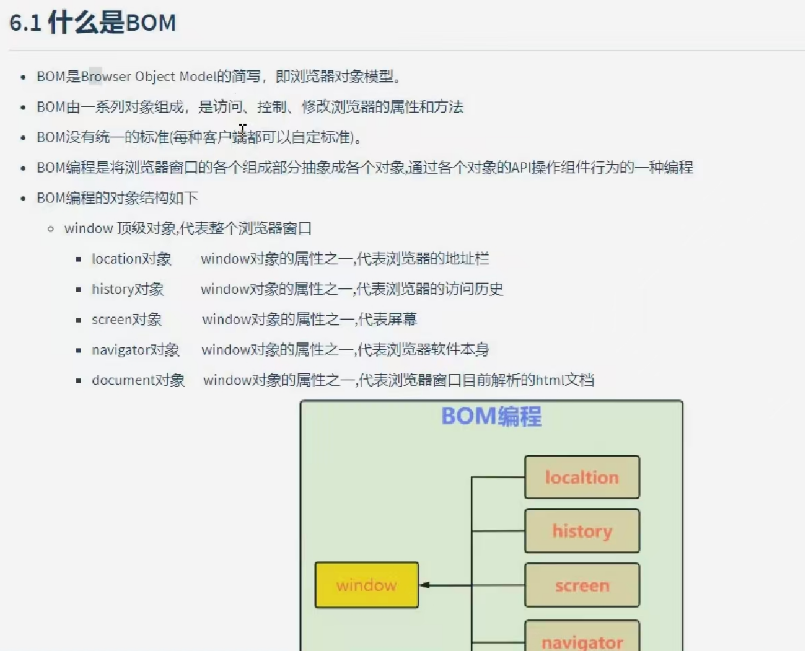 6.1 什么是BOM
BOM是Browser Object Model的简写，即浏览器对象模型。
BOM由一系列对象组成，是访问、控制、修改浏览器的属性和方法
BOM没有统一的标准(每种客户端都可以自定标准)。
BOM编程是将浏览器窗口的各个组成部分抽象成各个对象,通过各个对象的API操作组件行为的一种编程
BOM编程的对象结构如下
window 顶级对象,代表整个浏览器窗口
location对象 window对象的属性之一,代表浏览器的地址栏
history对象 window对象的属性之一,代表浏览器的访问历史
screen对象 window对象的属性之一,代表屏幕
navigator对象 window对象的属性之一,代表浏览器软件本身
document对象 window对象的属性之一,代表浏览器窗口目前解析的html文档
BOM编程
localtion
history
window
screen
navigator